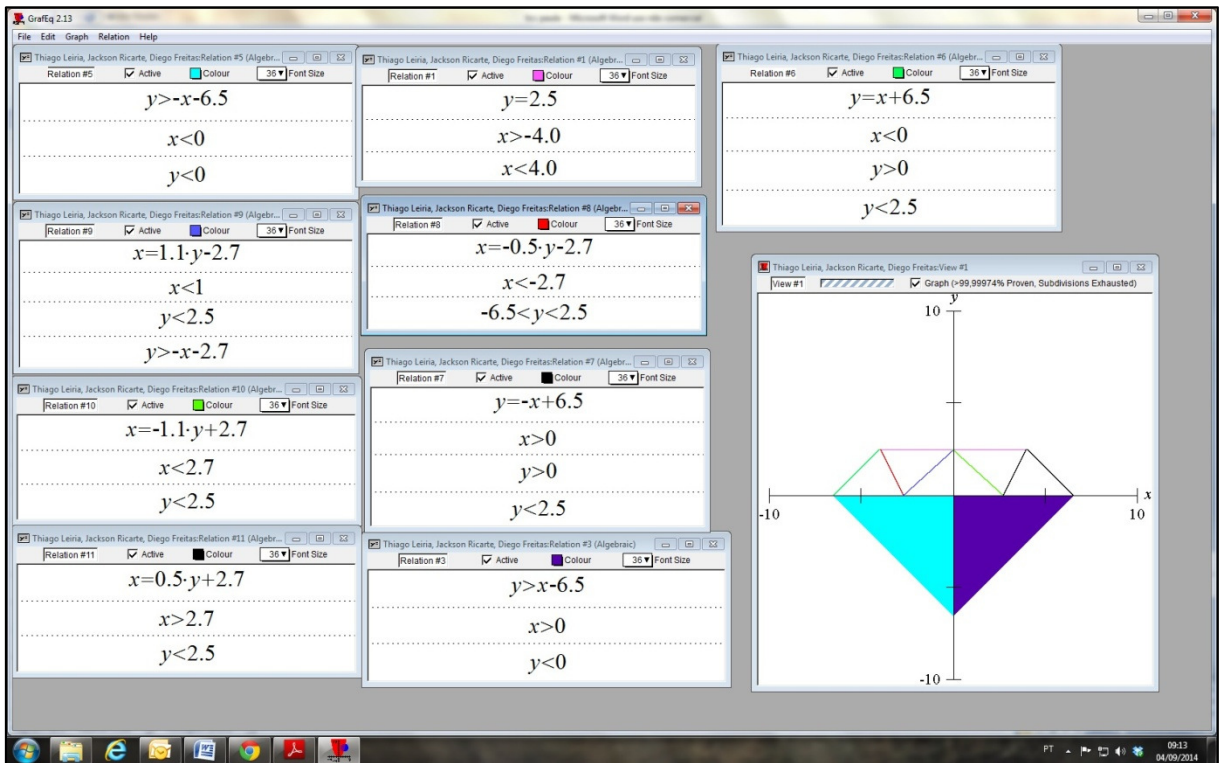 GrafEq 2.13
File Edit Graph Relation Help
Thiago Leiria, Jackson Ricarte, Diego Freitas:Relation #5 (Algebr...
Relation #5 Active Colour 36 Font Size
y>-x-6.5
x<0
y<0
Thiago Leiria, Jackson Ricarte, Diego Freitas:Relation #1 (Algebr...
Relation #1 Active Colour 36 Font Size
y=2.5
x>-4.0
x<4.0
Thiago Leiria, Jackson Ricarte, Diego Freitas:Relation #6 (Algebr...
Relation #6 Active Colour 36 Font Size
y=x+6.5
x<0
y>0
y<2.5
Thiago Leiria, Jackson Ricarte, Diego Freitas:Relation #9 (Algebr...
Relation #9 Active Colour 36 Font Size
x=1.1·y-2.7
x<1
y<2.5
y>-x-2.7
Thiago Leiria, Jackson Ricarte, Diego Freitas:Relation #8 (Algebr...
Relation #8 Active Colour 36 Font Size
x=-0.5·y-2.7
x<-2.7
-6.5<y<2.5
Thiago Leiria, Jackson Ricarte, Diego Freitas:Relation #10 (Algebr...
Relation #10 Active Colour 36 Font Size
x=-1.1·y+2.7
x<2.7
y<2.5
Thiago Leiria, Jackson Ricarte, Diego Freitas:Relation #7 (Algebr...
Relation #7 Active Colour 36 Font Size
y=-x+6.5
x>0
y>0
y<2.5
Thiago Leiria, Jackson Ricarte, Diego Freitas:Relation #11 (Algebr...
Relation #11 Active Colour 36 Font Size
x=0.5·y+2.7
x>2.7
y<2.5
Thiago Leiria, Jackson Ricarte, Diego Freitas:Relation #3 (Algebraic)
Relation #3 Active Colour 36 Font Size
y>x-6.5
x>0
y<0
Thiago Leiria, Jackson Ricarte, Diego Freitas:View #1
View #1 Graph (>99,99974% Proven, Subdivisions Exhausted)
y
10
x
-10 10
-10
PT 09:13
04/09/2014